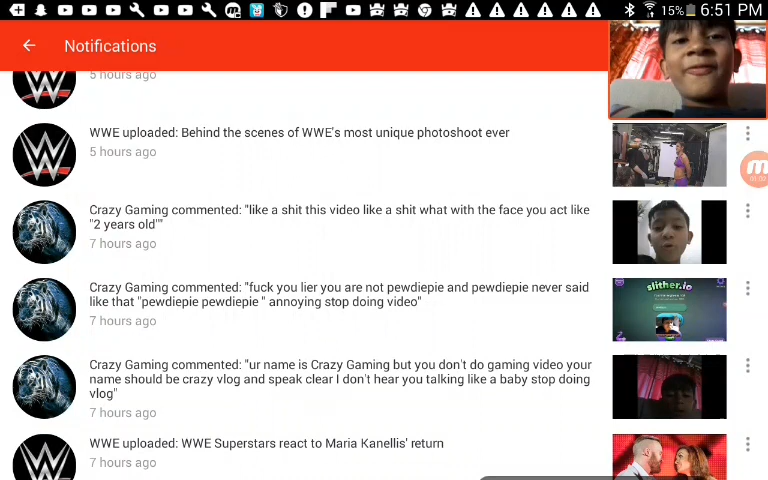 15% 6:51 PM
Notifications
5 hours ago
WWE uploaded: Behind the scenes of WWE's most unique photoshoot ever
5 hours ago
Crazy Gaming commented: "like a shit this video like a shit what with the face you act like
"2 years old""
7 hours ago
Crazy Gaming commented: "fuck you lier you are not pewdiepie and pewdiepie never said
like that "pewdiepie pewdiepie " annoying stop doing video"
7 hours ago
slither.io
Crazy Gaming commented: "ur name is Crazy Gaming but you don't do gaming video your
name should be crazy vlog and speak clear I don't hear you talking like a baby stop doing
vlog"
7 hours ago
WWE uploaded: WWE Superstars react to Maria Kanellis' return
7 hours ago